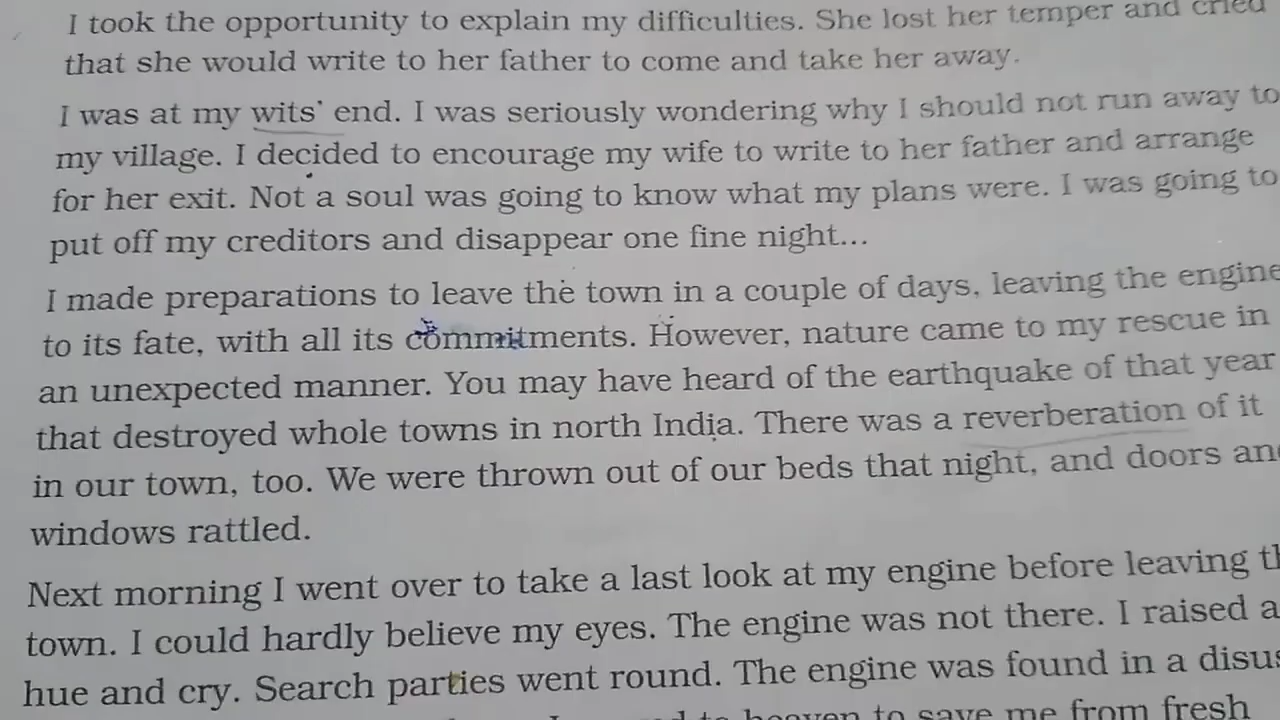 I took the opportunity to explain my difficulties. She lost her temper and cried
that she would write to her father to come and take her away.
I was at my wits' end. I was seriously wondering why I should not run away to
my village. I decided to encourage my wife to write to her father and arrange
for her exit. Not a soul was going to know what my plans were. I was going to
put off my creditors and disappear one fine night...
I made preparations to leave the town in a couple of days, leaving the engine
to its fate, with all its commitments. However, nature came to my rescue in
an unexpected manner. You may have heard of the earthquake of that year
that destroyed whole towns in north India. There was a reverberation of it
in our town, too. We were thrown out of our beds that night, and doors an
windows rattled.
Next morning I went over to take a last look at my engine before leaving th
town. I could hardly believe my eyes. The engine was not there. I raised a
hue and cry. Search parties went round. The engine was found in a disus
to heaven to save me from fresh